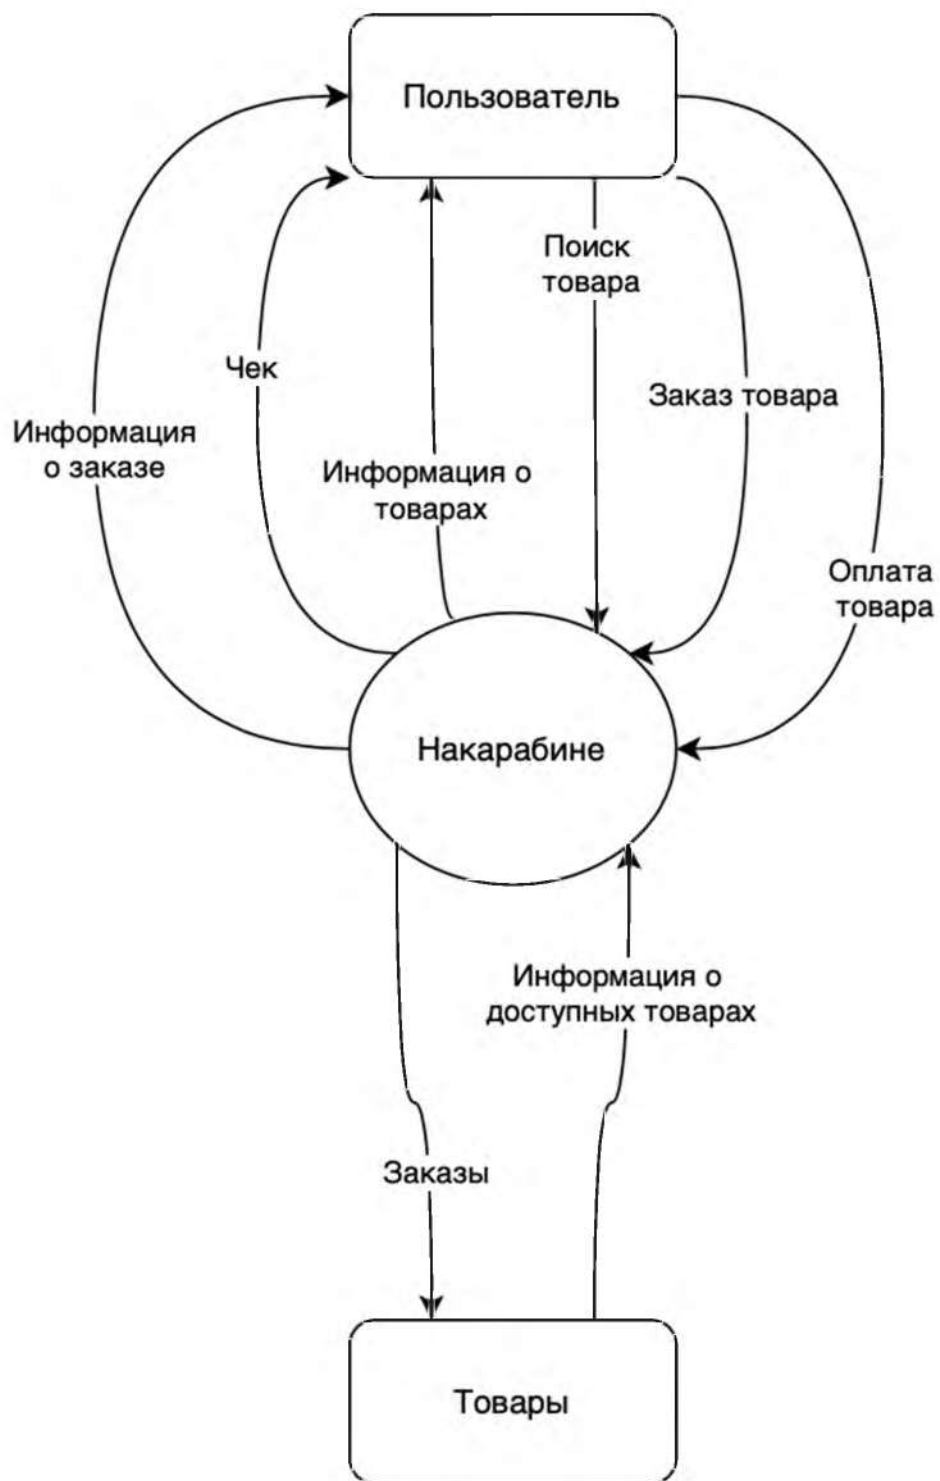 Пользователь
Поиск
товара
Чек
Заказ товара
Информация
о заказе
Информация о
товарах
Оплата
товара
Накарабине
Информация о
доступных товарах
Заказы
Товары